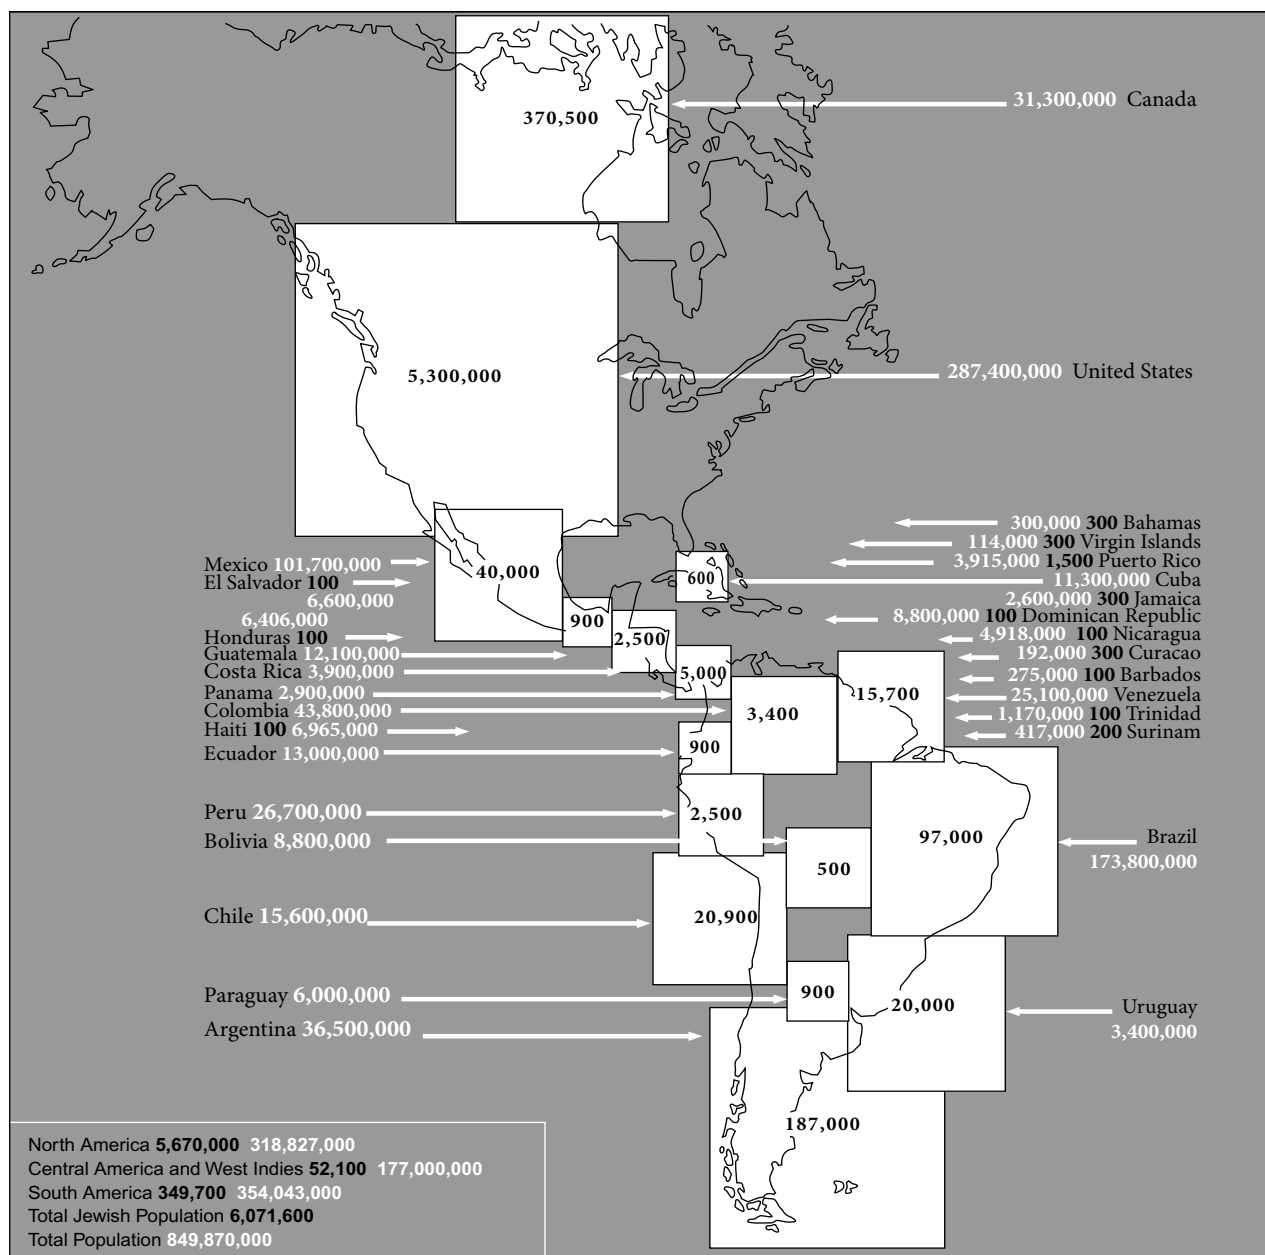 370,500
31,300,000 Canada
5,300,000
287,400,000 United States
300,000 300 Bahamas
114,000 300 Virgin Islands
3,915,000 1,500 Puerto Rico
11,300,000 Cuba
2,600,000 300 Jamaica
8,800,000 100 Dominican Republic
4,918,000 100 Nicaragua
192,000 300 Curacao
275,000 100 Barbados
25,100,000 Venezuela
1,170,000 100 Trinidad
417,000 200 Surinam
Mexico 101,700,000
El Salvador 100
6,600,000
6,406,000
Honduras 100
Guatemala 12,100,000
Costa Rica 3,900,000
Panama 2,900,000
Colombia 43,800,000
Haiti 100 6,965,000
Ecuador 13,000,000
Peru 26,700,000
Bolivia 8,800,000
Chile 15,600,000
Paraguay 6,000,000
Argentina 36,500,000
40,000
600
900
2,500
5,000
15,700
3,400
900
2,500
97,000
500
20,900
900
20,000
187,000
Brazil
173,800,000
Uruguay
3,400,000
North America 5,670,000 318,827,000
Central America and West Indies 52,100 177,000,000
South America 349,700 354,043,000
Total Jewish Population 6,071,600
Total Population 849,870,000